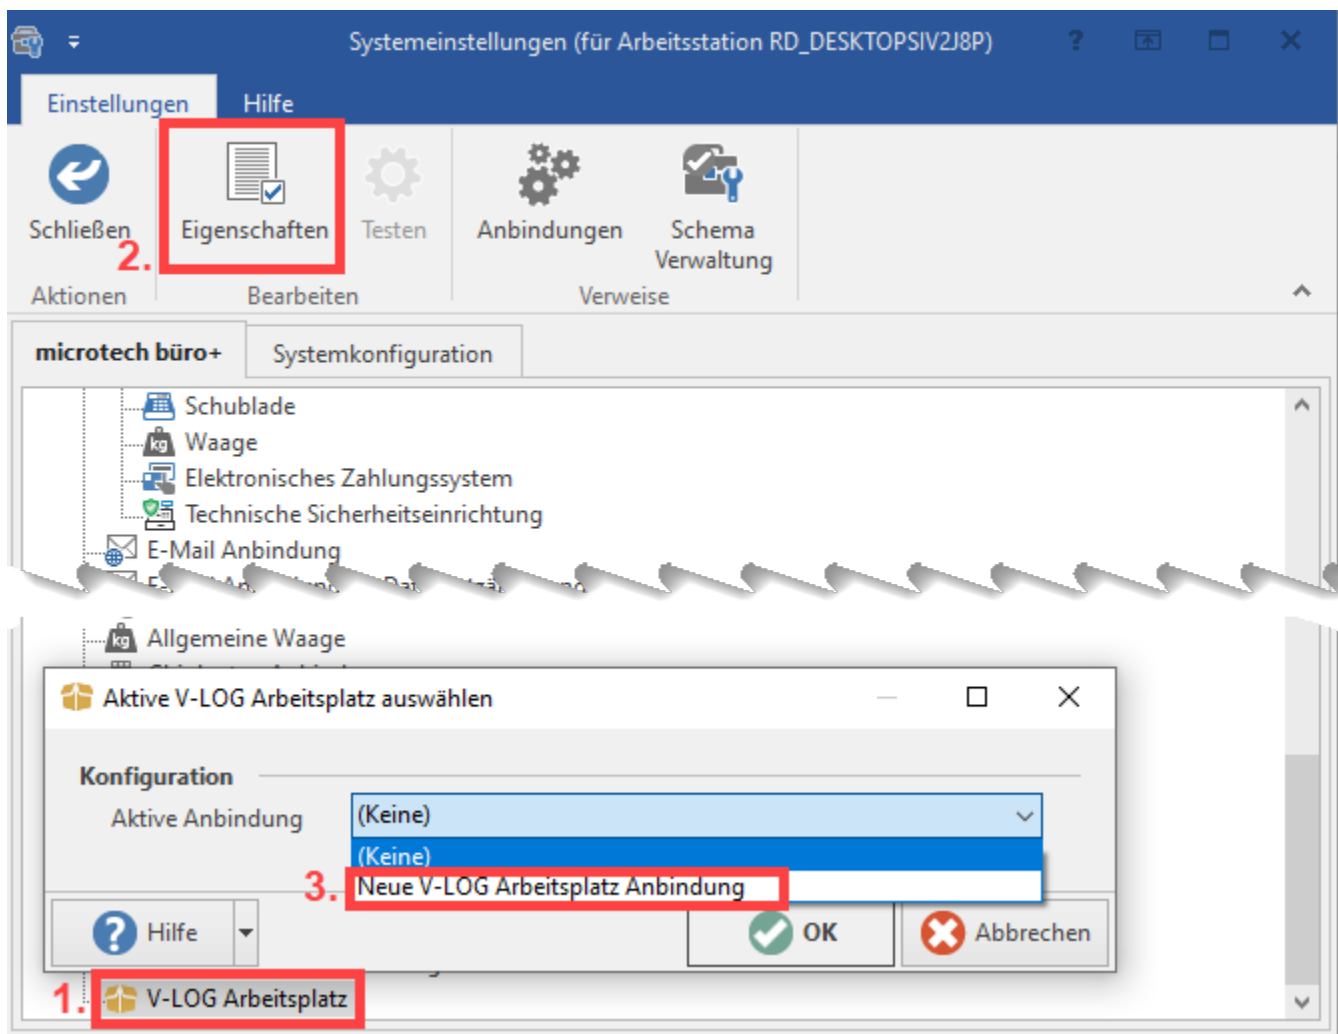 Systemeinstellungen (für Arbeitsstation RD_DESKTOPSIV2J8P)
?
Einstellungen Hilfe
Schließen Eigenschaften Testen Anbindungen Schema Verwaltung
2.
Aktionen Bearbeiten Verweise
microtech büro+ Systemkonfiguration
Schublade
kg Waage
Elektronisches Zahlungssystem
Technische Sicherheitseinrichtung
E-Mail Anbindung
kg Allgemeine Waage
Aktive V-LOG Arbeitsplatz auswählen
Konfiguration
Aktive Anbindung (Keine)
(Keine)
3. Neue V-LOG Arbeitsplatz Anbindung
? Hilfe OK Abbrechen
1. V-LOG Arbeitsplatz